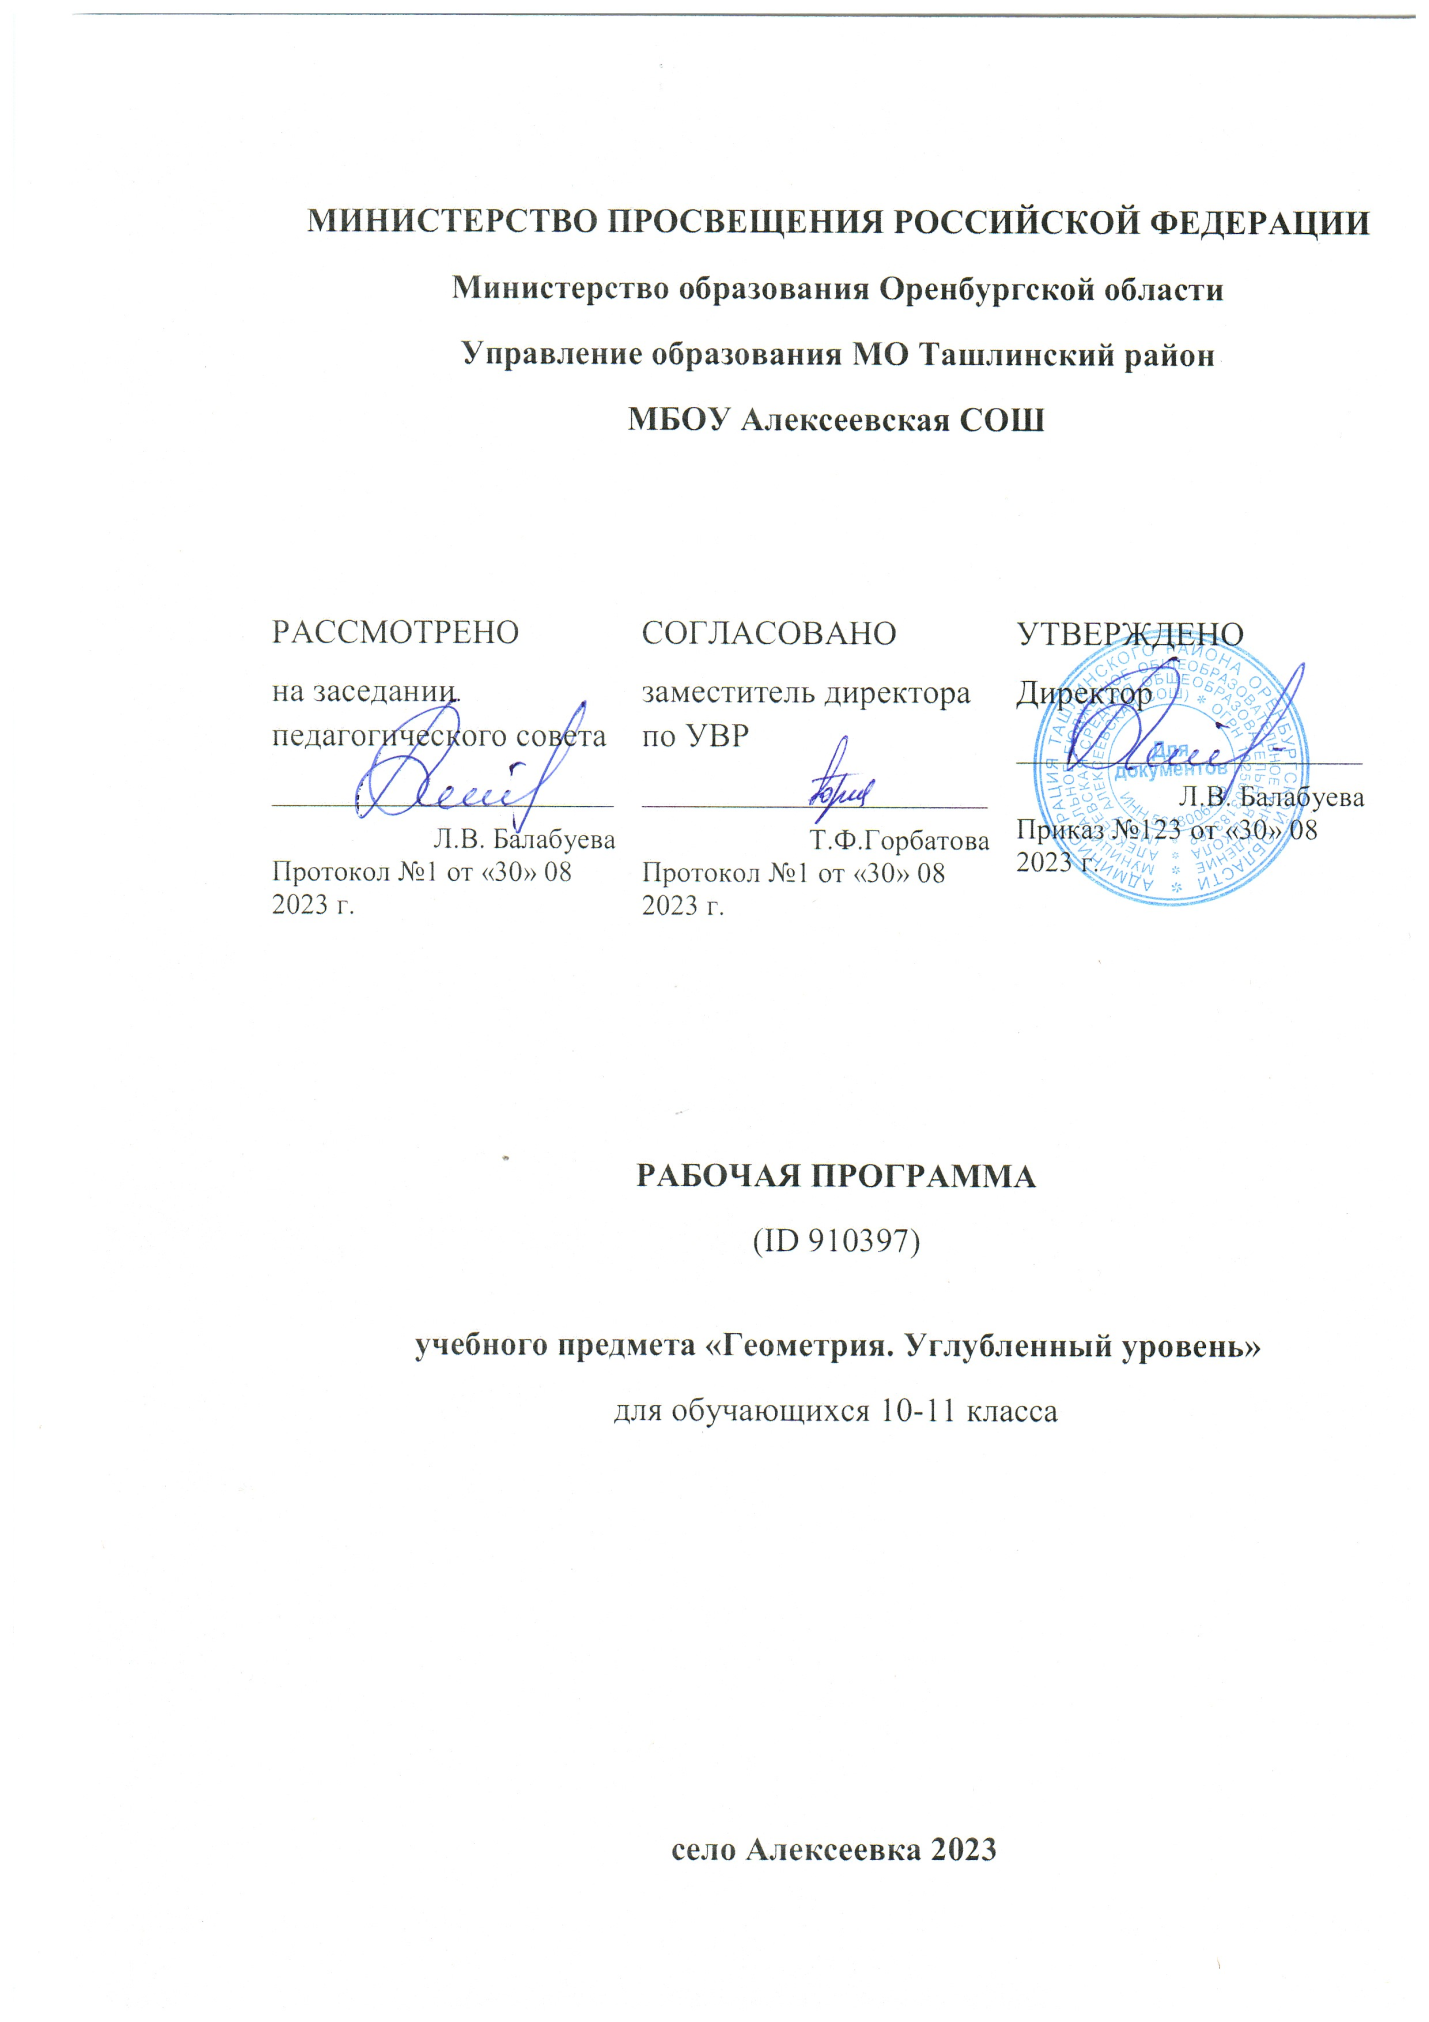 МИНИСТЕРСТВО ПРОСВЕЩЕНИЯ РОССИЙСКОЙ ФЕДЕРАЦИИ
Министерство образования Оренбургской области
Управление образования МО Ташлинский район
МБОУ Алексеевская СОШ
РАССМОТРЕНО
на заседании
педагогического совета
Л.В. Балабуева
Протокол №1 от «30» 08
2023 г.
СОГЛАСОВАНО
заместитель директора
по УВР
Т.Ф.Горбатова
Протокол №1 от «30» 08
2023 г.
УТВЕРЖДЕНО
Директор
Л.В. Балабуева
Приказ №123 от «30» 08
2023 г.
Для
документов
РАБОЧАЯ ПРОГРАММА
(ID 910397)
учебного предмета «Геометрия. Углубленный уровень»
для обучающихся 10-11 класса
село Алексеевка 2023